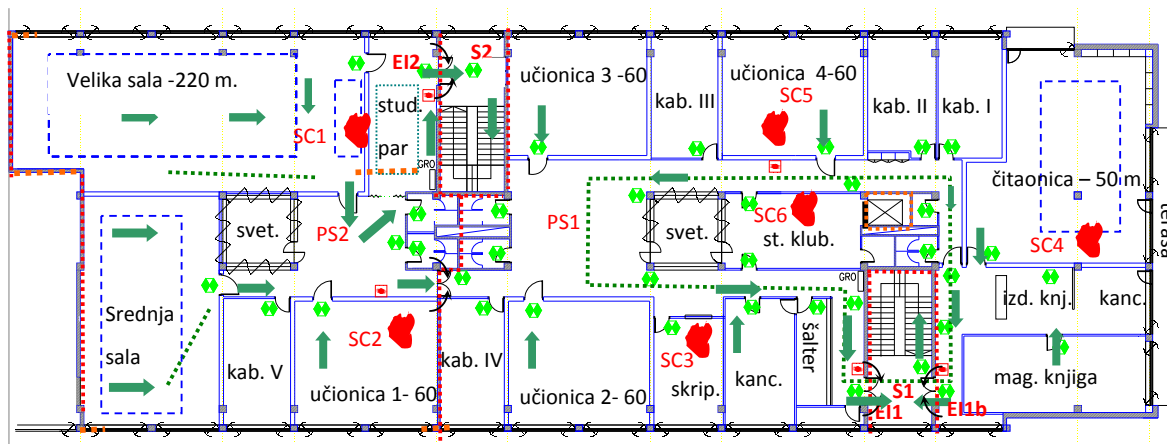 Velika sala -220 m.
EI2
S2
učionica 3 -60
učionica 4-60
kab. III
kab. II
kab. I
SC1
stud.
par
GRO
SC5
čitaonica – 50 m.
terasa
svet.
PS2
PS1
svet.
SC6
st. klub.
SC4
GRO
izd. knj.
kanc.
Srednja
sala
kab. V
SC2
učionica 1- 60
kab. IV
učionica 2- 60
SC3
skrip.
kanc.
šalter
mag. knjiga
S1
EI1
EI1b